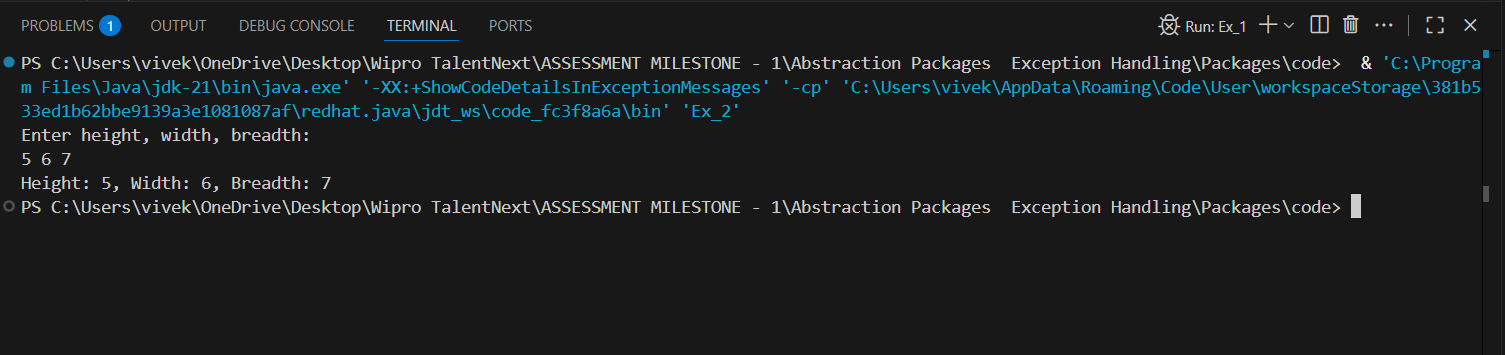 PROBLEMS 1 OUTPUT DEBUG CONSOLE TERMINAL PORTS Run: Ex_1
PS C:\Users\vivek\OneDrive\Desktop\Wipro TalentNext\ASSESSMENT MILESTONE - 1\Abstraction Packages  Exception Handling\Packages\code>  & 'C:\Progra
m Files\Java\jdk-21\bin\java.exe' '-XX:+ShowCodeDetailsInExceptionMessages' '-cp' 'C:\Users\vivek\AppData\Roaming\Code\User\workspaceStorage\381b5
33ed1b62bbe9139a3e1081087af\redhat.java\jdt_ws\code_fc3f8a6a\bin' 'Ex_2'
Enter height, width, breadth:
5 6 7
Height: 5, Width: 6, Breadth: 7
PS C:\Users\vivek\OneDrive\Desktop\Wipro TalentNext\ASSESSMENT MILESTONE - 1\Abstraction Packages  Exception Handling\Packages\code>